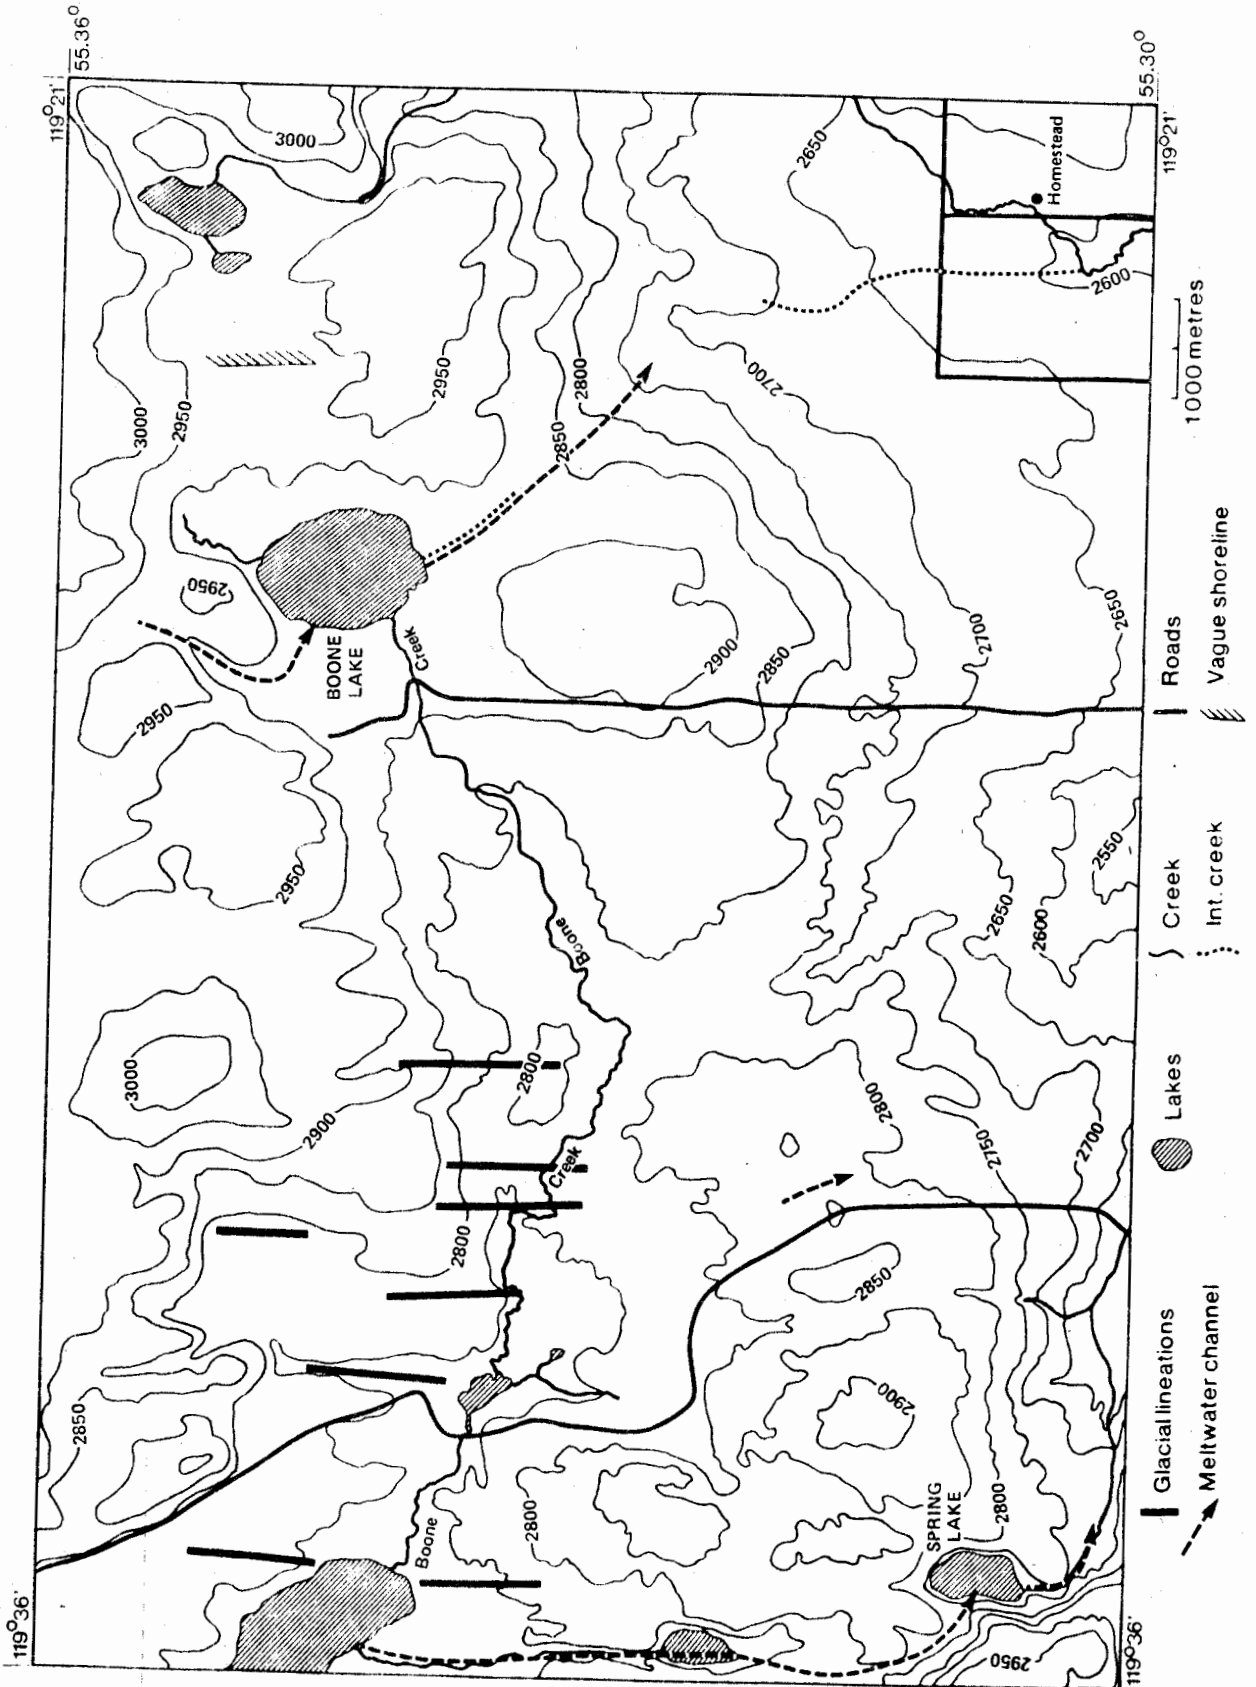 119°36'
119°21'
55.36°
3000
3000
2950
3000
2950
2950
2950
2950
2950
3000
2900
2850
BOONE
LAKE
Creek
2850
2800
2650
2700
Homestead
2600
2900
2850
2700
2650
Boone
Creek
2800
2800
2800
2750
2700
2650
2600
2550
2850
2900
Boone
2800
SPRING
LAKE
2800
2950
119°36'
119°21'
55.30°
1000 metres
Glacial lineations
Lakes
Creek
Roads
Meltwater channel
Int. creek
Vague shoreline